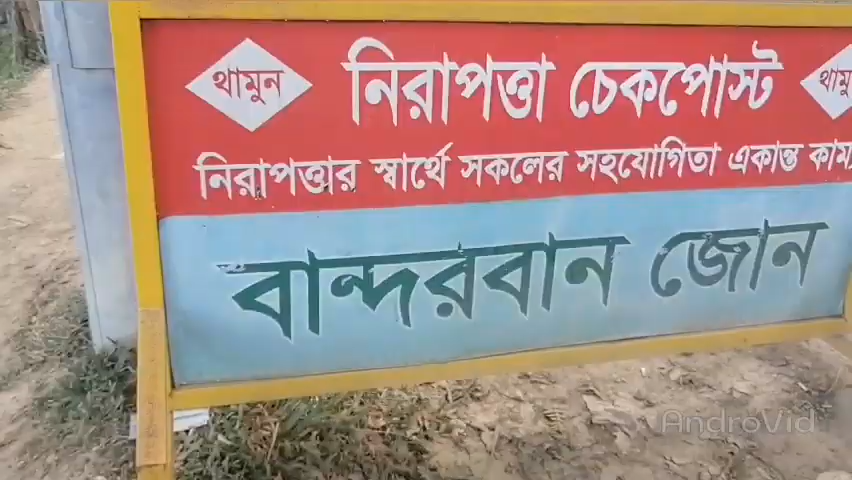 থামুন নিরাপত্তা চেকপোস্ট
নিরাপত্তার স্বার্থে সকলের সহযোগিতা একান্ত
বান্দরবান জোন
AndroVid